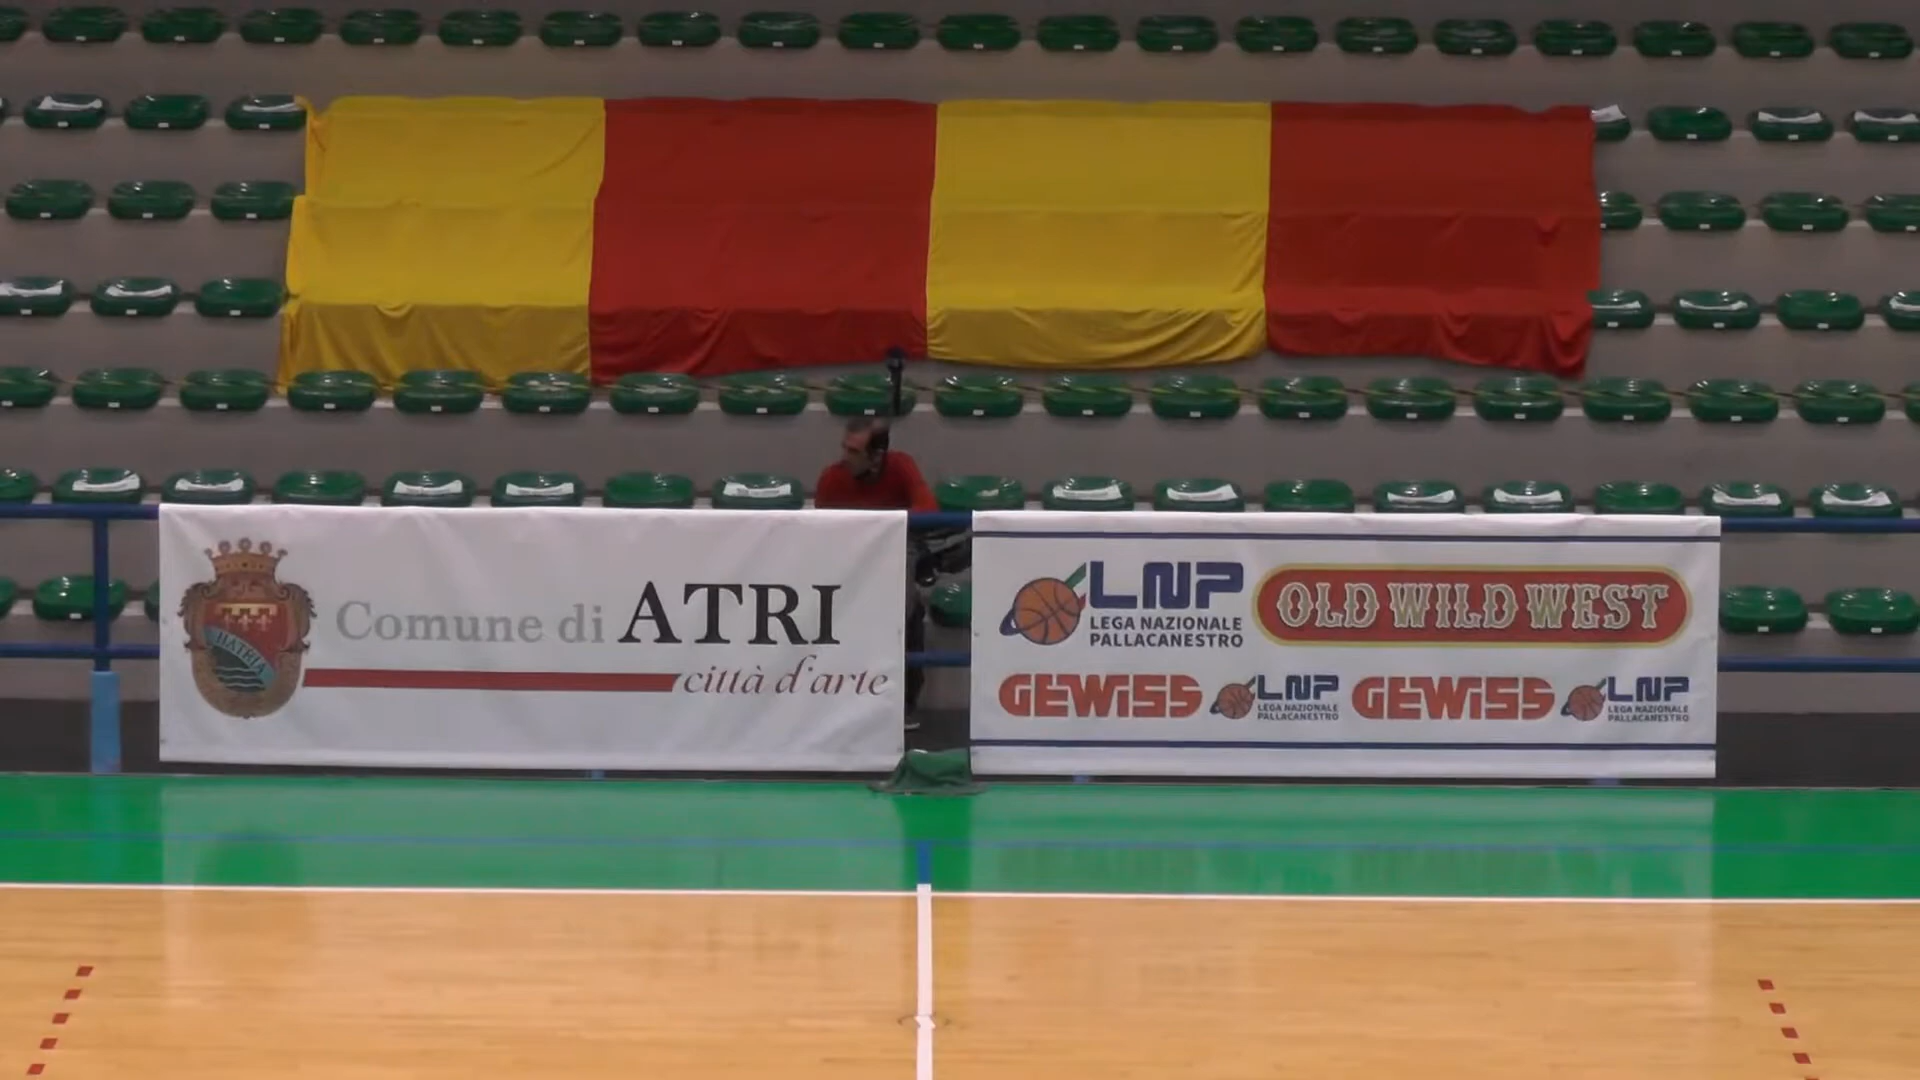 Comune di ATRI
città d'arte
HATRIA
LNP
LEGA NAZIONALE
PALLACANESTRO
OLD WILD WEST
GEWISS
LNP
LEGA NAZIONALE
PALLACANESTRO
GEWISS
LNP
LEGA NAZIONALE
PALLACANESTRO